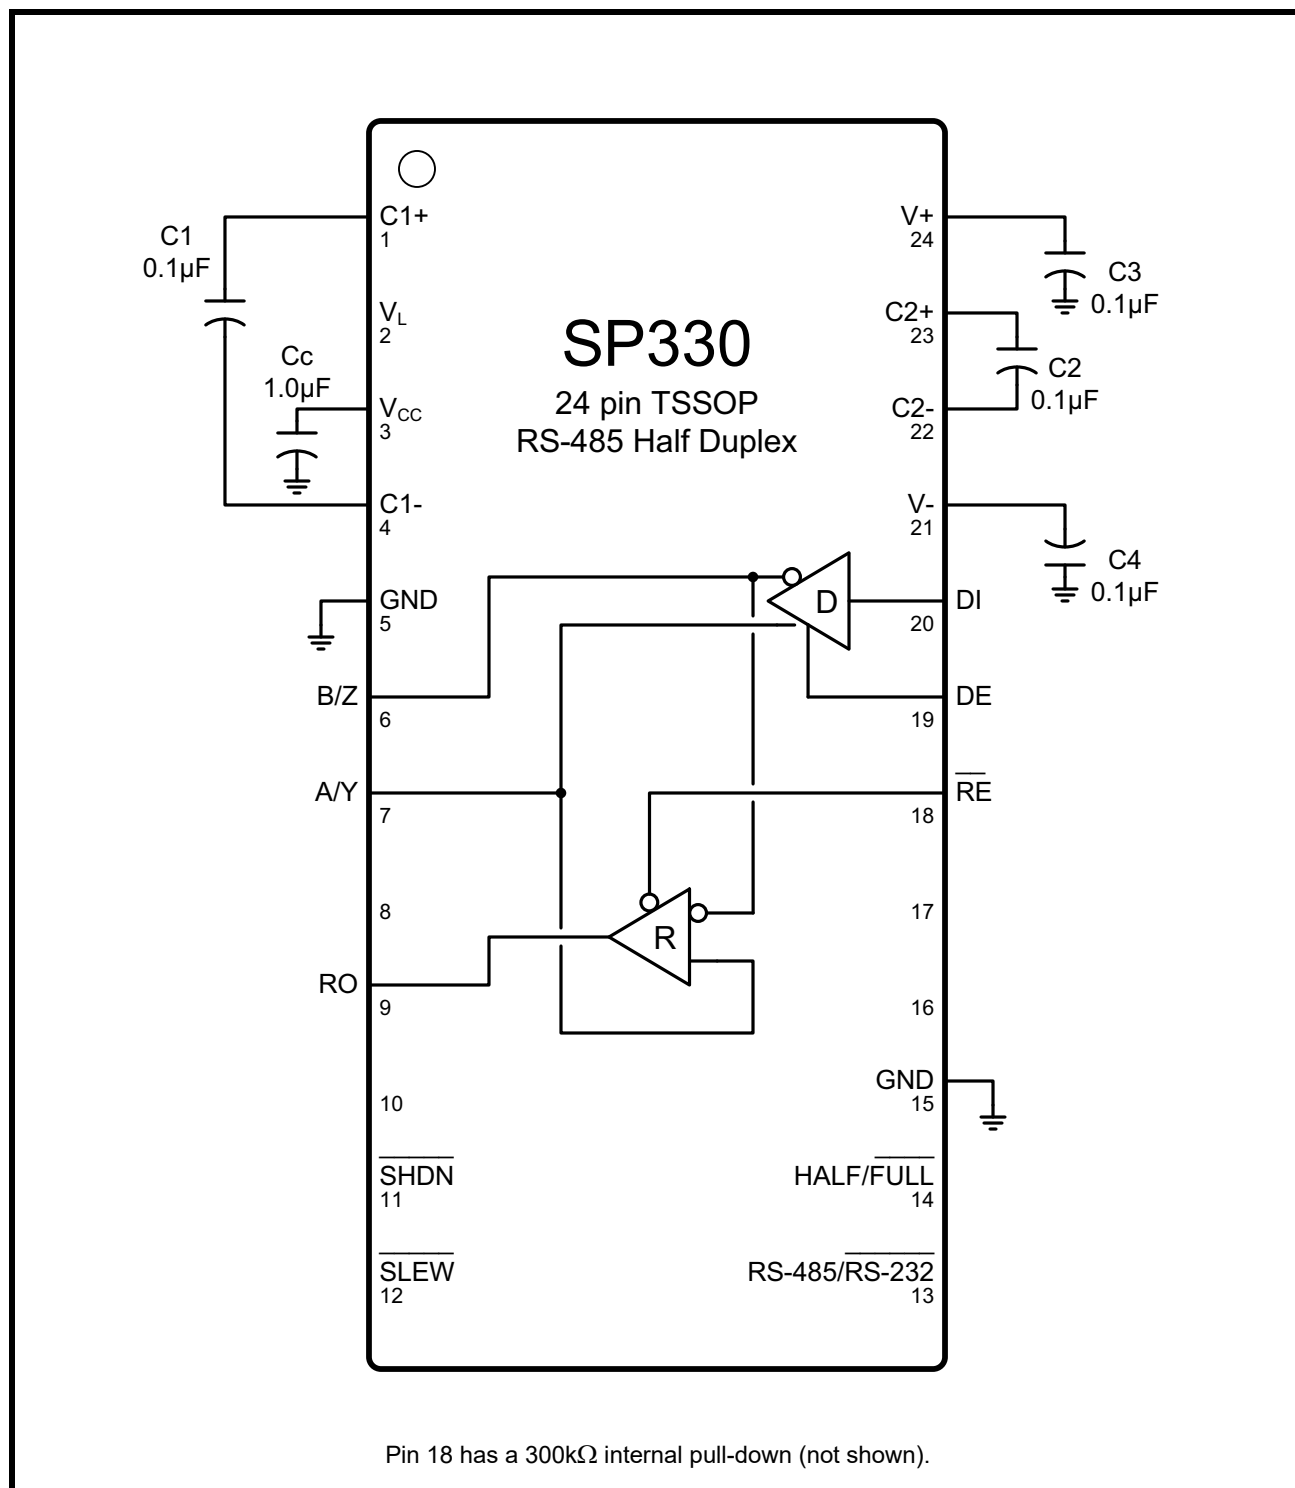 C1+
1
V+
24
C1
0.1µF
C3
0.1µF
VL
2
C2+
23
SP330
24 pin TSSOP
RS-485 Half Duplex
Cc
1.0µF
C2
0.1µF
VCC
3
C2-
22
C1-
4
V-
21
C4
0.1µF
GND
5
D
DI
20
B/Z
6
DE
19
A/Y
7
RE
18
8
17
R
RO
9
16
GND
15
10
SHDN
11
HALF/FULL
14
SLEW
12
RS-485/RS-232
13
Pin 18 has a 300kΩ internal pull-down (not shown).